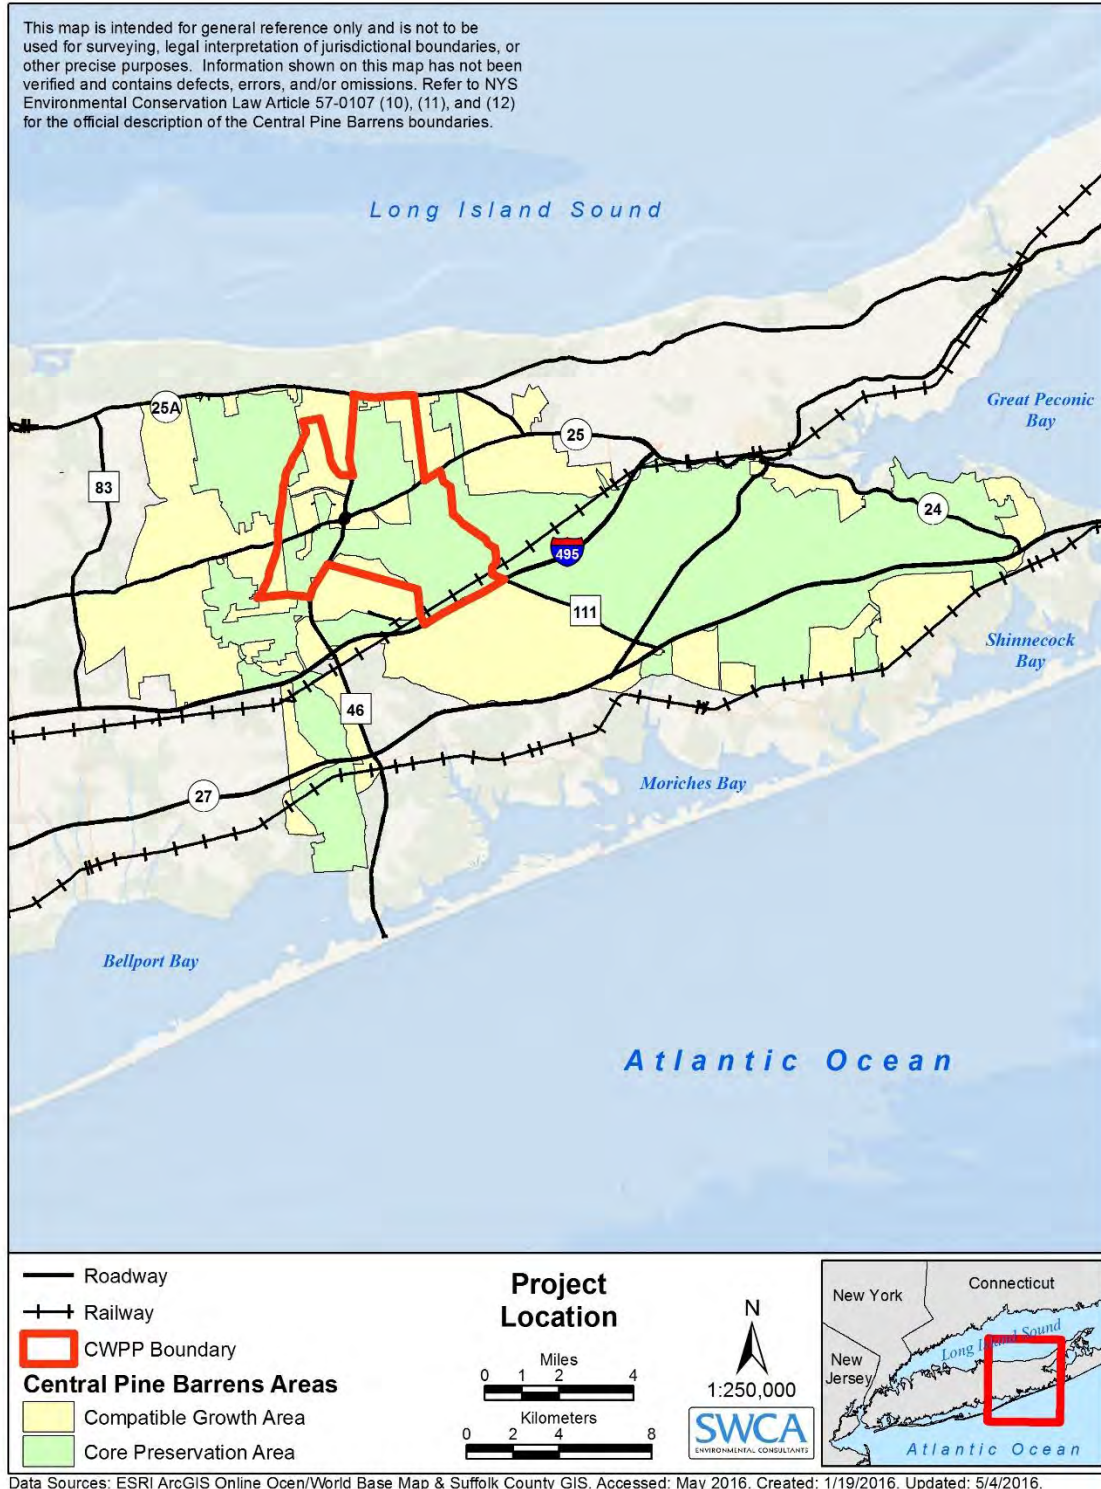 This map is intended for general reference only and is not to be
used for surveying, legal interpretation of jurisdictional boundaries, or
other precise purposes. Information shown on this map has not been
verified and contains defects, errors, and/or omissions. Refer to NYS
Environmental Conservation Law Article 57-0107 (10), (11), and (12)
for the official description of the Central Pine Barrens boundaries.
Long Island Sound
25A
25
Great Peconic
Bay
83
24
495
111
Shinnecock
Bay
46
Moriches Bay
27
Bellport Bay
Atlantic Ocean
Roadway
Railway
CWPP Boundary
Central Pine Barrens Areas
Compatible Growth Area
Core Preservation Area
Project
Location
Miles
0 1 2 4
Kilometers
0 2 4 8
N
1:250,000
SWCA
ENVIRONMENTAL CONSULTANTS
New York
Connecticut
Long Island Sound
New
Jersey
Atlantic Ocean
Data Sources: ESRI ArcGIS Online Ocen/World Base Map & Suffolk County GIS. Accessed: May 2016. Created: 1/19/2016. Updated: 5/4/2016.